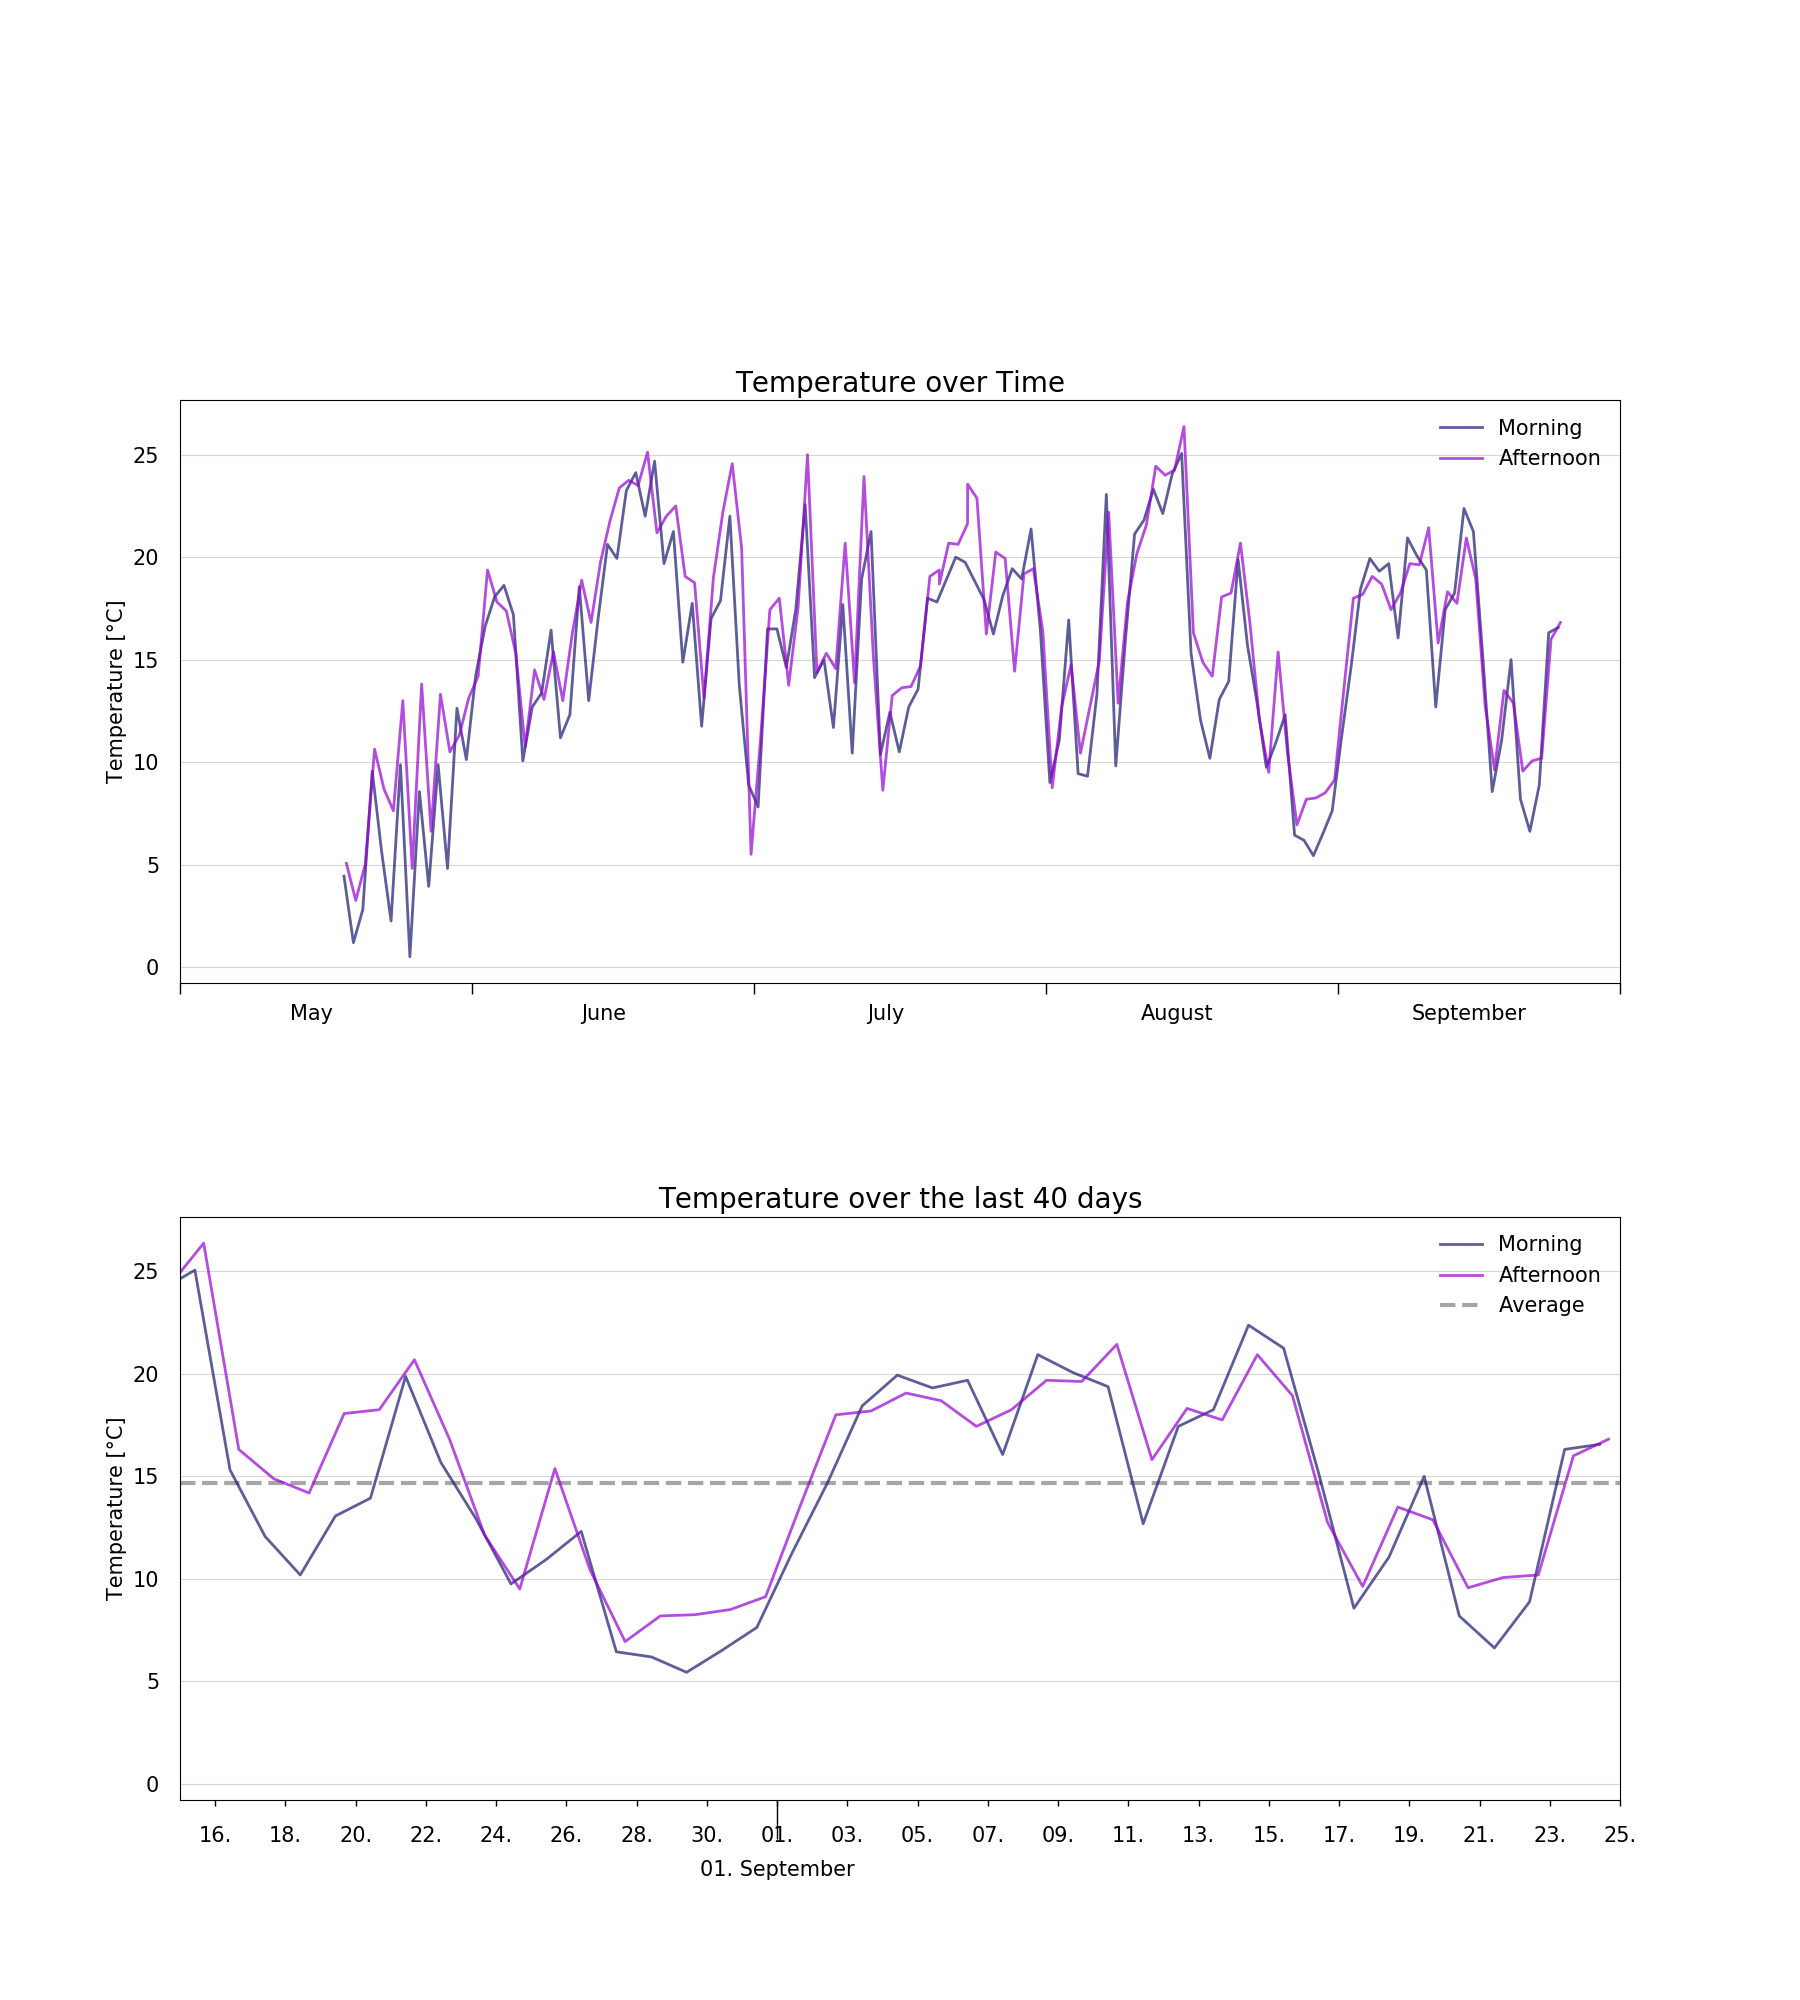 Temperature over Time
Morning
Afternoon
25
20
15
10
5
0
Temperature [°C]
May June July August September
Temperature over the last 40 days
Morning
Afternoon
Average
25
20
15
10
5
0
Temperature [°C]
16. 18. 20. 22. 24. 26. 28. 30. 01. 03. 05. 07. 09. 11. 13. 15. 17. 19. 21. 23. 25.
01. September